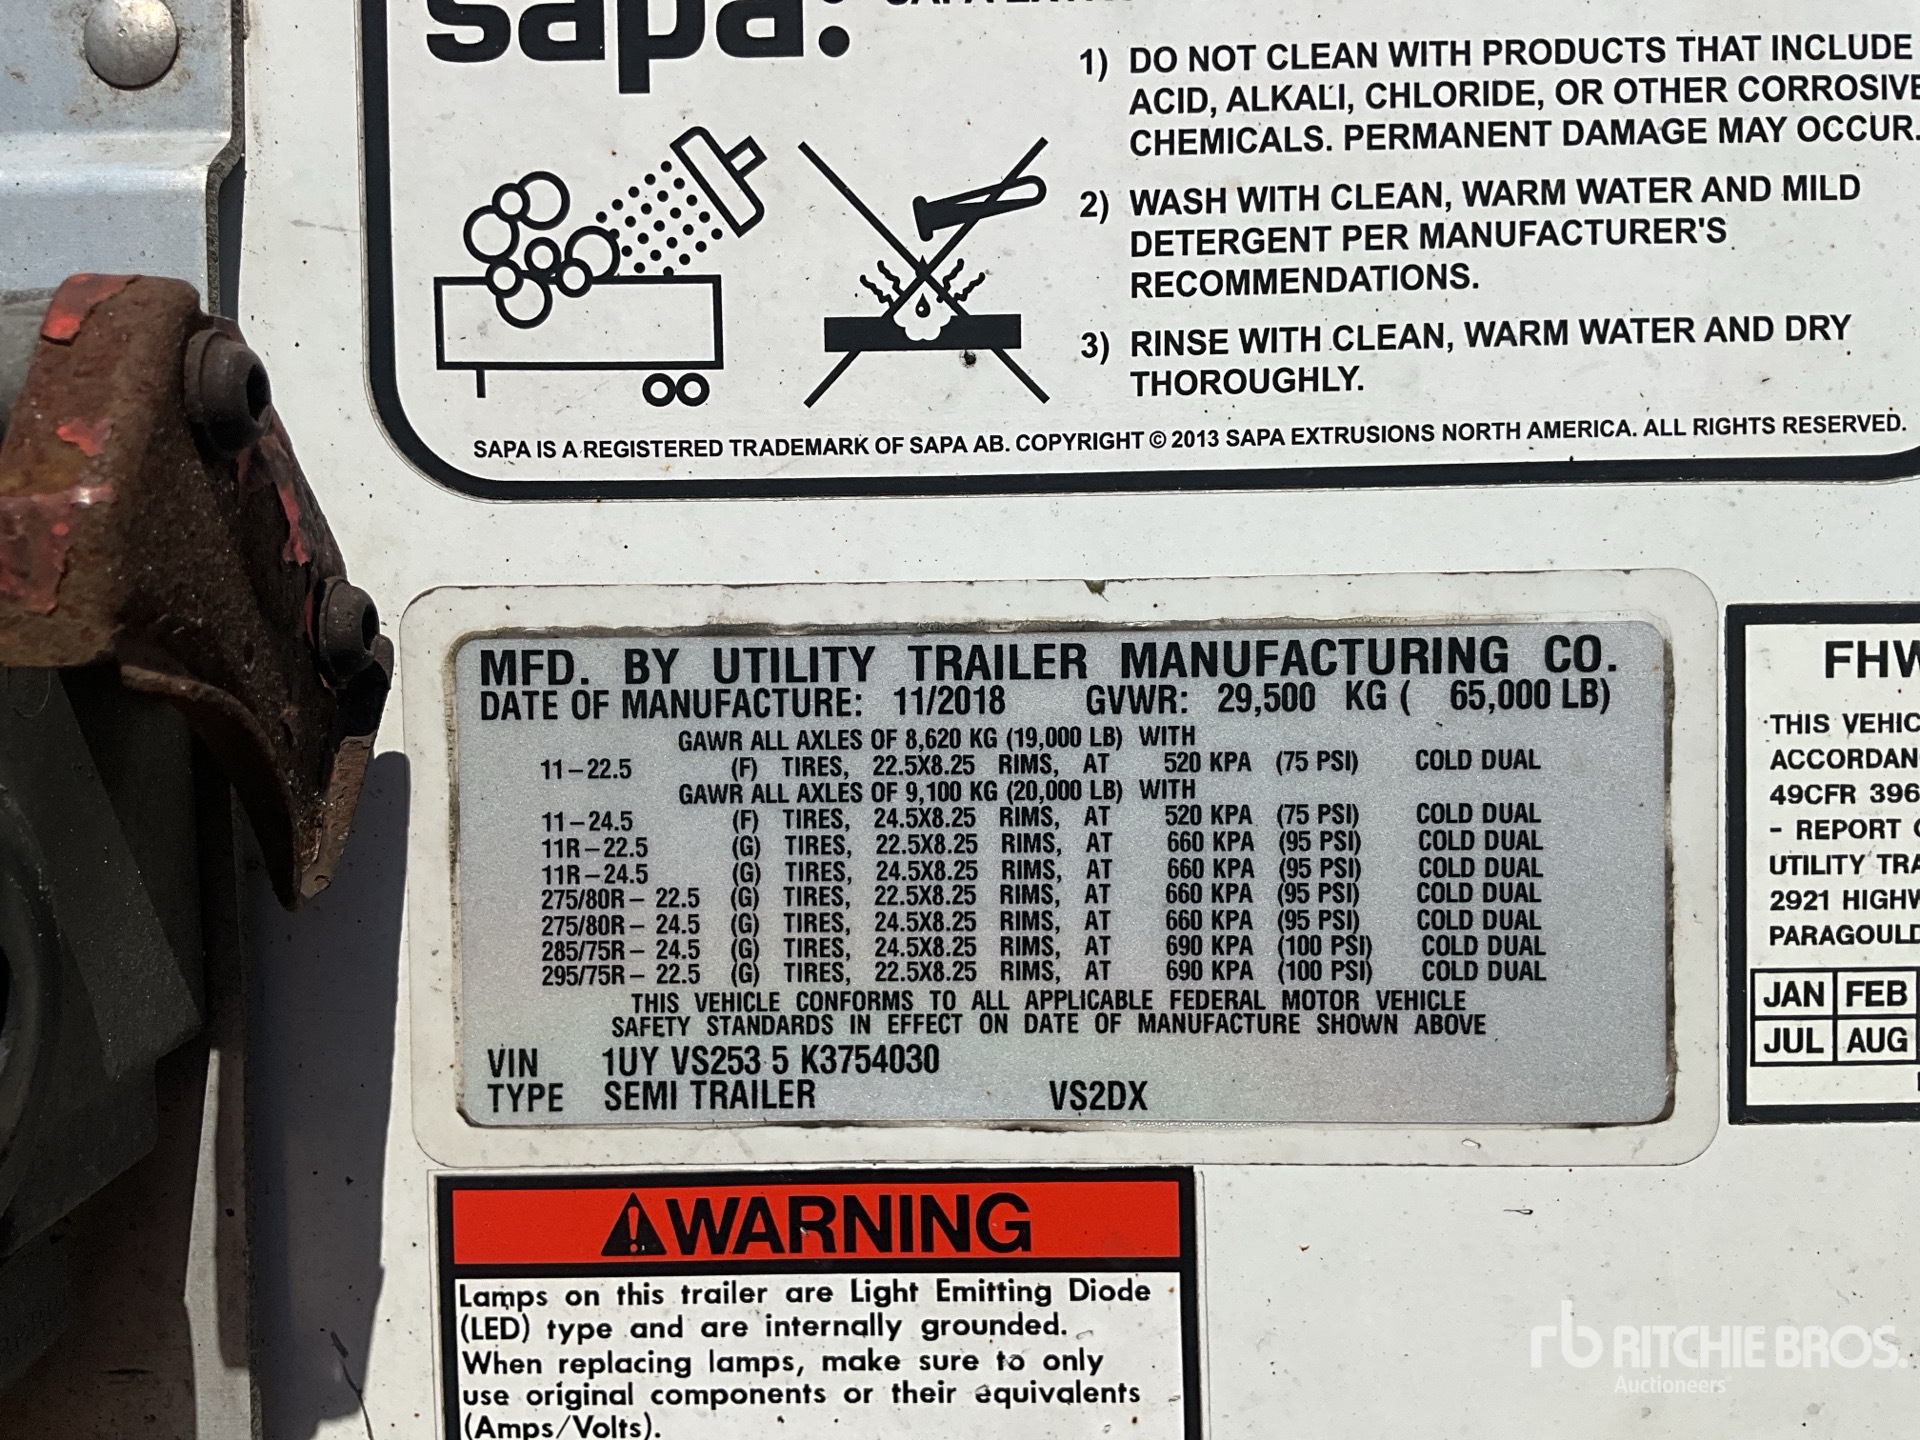 sapa:
1) DO NOT CLEAN WITH PRODUCTS THAT INCLUDE
ACID, ALKALI, CHLORIDE, OR OTHER CORROSIVE
CHEMICALS. PERMANENT DAMAGE MAY OCCUR.
2) WASH WITH CLEAN, WARM WATER AND MILD
DETERGENT PER MANUFACTURER'S
RECOMMENDATIONS.
3) RINSE WITH CLEAN, WARM WATER AND DRY
THOROUGHLY.
SAPA IS A REGISTERED TRADEMARK OF SAPA AB. COPYRIGHT © 2013 SAPA EXTRUSIONS NORTH AMERICA. ALL RIGHTS RESERVED.
MFD. BY UTILITY TRAILER MANUFACTURING CO.
DATE OF MANUFACTURE: 11/2018 GVWR: 29,500 KG ( 65,000 LB)
GAWR ALL AXLES OF 8,620 KG (19,000 LB) WITH
11-22.5 (F) TIRES, 22.5X8.25 RIMS, AT 520 KPA (75 PSI) COLD DUAL
GAWR ALL AXLES OF 9,100 KG (20,000 LB) WITH
11-24.5 (F) TIRES, 24.5X8.25 RIMS, AT 520 KPA (75 PSI) COLD DUAL
11R-22.5 (G) TIRES, 22.5X8.25 RIMS, AT 660 KPA (95 PSI) COLD DUAL
11R-24.5 (G) TIRES, 24.5X8.25 RIMS, AT 660 KPA (95 PSI) COLD DUAL
275/80R- 22.5 (G) TIRES, 22.5X8.25 RIMS, AT 660 KPA (95 PSI) COLD DUAL
275/80R- 24.5 (G) TIRES, 24.5X8.25 RIMS, AT 660 KPA (95 PSI) COLD DUAL
285/75R- 24.5 (G) TIRES, 24.5X8.25 RIMS, AT 690 KPA (100 PSI) COLD DUAL
295/75R- 22.5 (G) TIRES, 22.5X8.25 RIMS, AT 690 KPA (100 PSI) COLD DUAL
THIS VEHICLE CONFORMS TO ALL APPLICABLE FEDERAL MOTOR VEHICLE
SAFETY STANDARDS IN EFFECT ON DATE OF MANUFACTURE SHOWN ABOVE
VIN 1UY VS253 5 K3754030
TYPE SEMI TRAILER VS2DX
FHW
THIS VEHIC
ACCORDAN
49CFR 396
- REPORT
UTILITY TRA
2921 HIGHW
PARAGOULD
JAN FEB
JUL AUG
WARNING
Lamps on this trailer are Light Emitting Diode
(LED) type and are internally grounded.
When replacing lamps, make sure to only
use original components or their equivalents
(Amps/Volts).
rb RITCHIE BROS.
Auctioneers